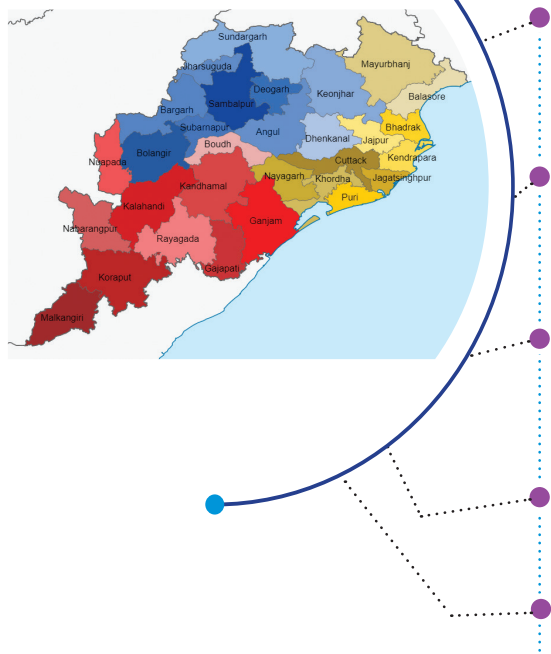 Sundargarh
Mayurbhanj
Jharsuguda
Deogarh
Keonjhar
Balasore
Sambalpur
Bargarh
Subarnapur
Angul
Bhadrak
Dhenkanal
Jajpur
Boudh
Bolangir
Kendrapara
Cuttack
Nuapada
Nayagarh
Khordha
Jagatsinghpur
Kandhamal
Puri
Kalahandi
Ganjam
Nabarangpur
Rayagada
Gajapati
Koraput
Malkangiri